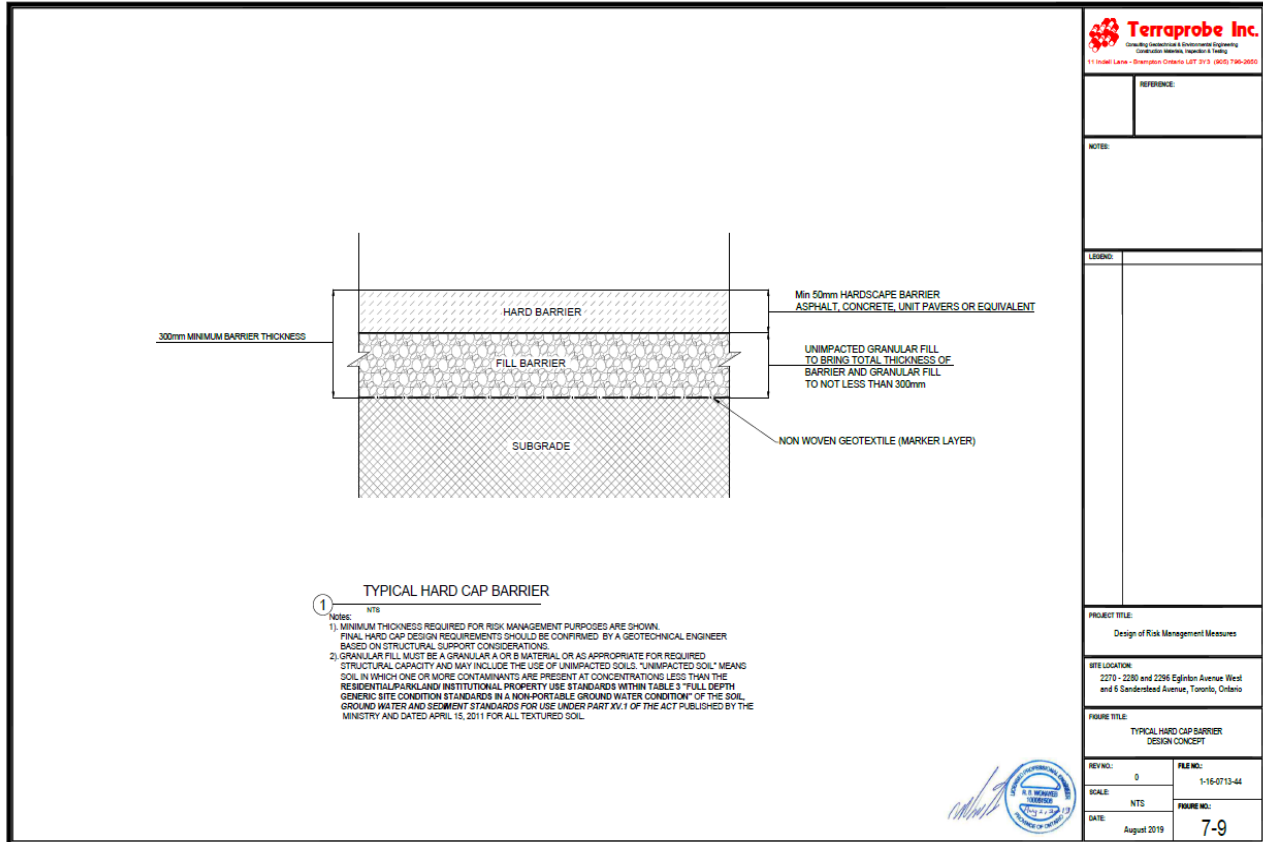 Terraprobe Inc.
Consulting Geotechnical & Environmental Engineering
Construction Materials, Inspection & Testing
11 Indell Lane - Brampton Ontario L6T 3Y3 (905) 796-2650
REFERENCE:
NOTES:
LEGEND:
300mm MINIMUM BARRIER THICKNESS
HARD BARRIER
FILL BARRIER
SUBGRADE
Min 50mm HARDSCAPE BARRIER
ASPHALT, CONCRETE, UNIT PAVERS OR EQUIVALENT
UNIMPACTED GRANULAR FILL
TO BRING TOTAL THICKNESS OF
BARRIER AND GRANULAR FILL
TO NOT LESS THAN 300mm
NON WOVEN GEOTEXTILE (MARKER LAYER)
1
TYPICAL HARD CAP BARRIER
NTS
Notes:
1). MINIMUM THICKNESS REQUIRED FOR RISK MANAGEMENT PURPOSES ARE SHOWN.
FINAL HARD CAP DESIGN REQUIREMENTS SHOULD BE CONFIRMED BY A GEOTECHNICAL ENGINEER
BASED ON STRUCTURAL SUPPORT CONSIDERATIONS.
2). GRANULAR FILL MUST BE A GRANULAR A OR B MATERIAL OR AS APPROPRIATE FOR REQUIRED
STRUCTURAL CAPACITY AND MAY INCLUDE THE USE OF UNIMPACTED SOILS. "UNIMPACTED SOIL" MEANS
SOIL IN WHICH ONE OR MORE CONTAMINANTS ARE PRESENT AT CONCENTRATIONS LESS THAN THE
RESIDENTIAL/PARKLAND/ INSTITUTIONAL PROPERTY USE STANDARDS WITHIN TABLE 3 "FULL DEPTH
GENERIC SITE CONDITION STANDARDS IN A NON-PORTABLE GROUND WATER CONDITION" OF THE SOIL,
GROUND WATER AND SEDIMENT STANDARDS FOR USE UNDER PART XV.1 OF THE ACT PUBLISHED BY THE
MINISTRY AND DATED APRIL 15, 2011 FOR ALL TEXTURED SOIL.
LICENSED PROFESSIONAL ENGINEER
PROVINCE OF ONTARIO
PROJECT TITLE:
Design of Risk Management Measures
SITE LOCATION:
2270 - 2280 and 2296 Eglinton Avenue West
and 6 Sanderstead Avenue, Toronto, Ontario
FIGURE TITLE:
TYPICAL HARD CAP BARRIER
DESIGN CONCEPT
REV NO.:
0
FILE NO.:
1-16-0713-44
SCALE:
NTS
FIGURE NO.:
7-9
DATE:
August 2019